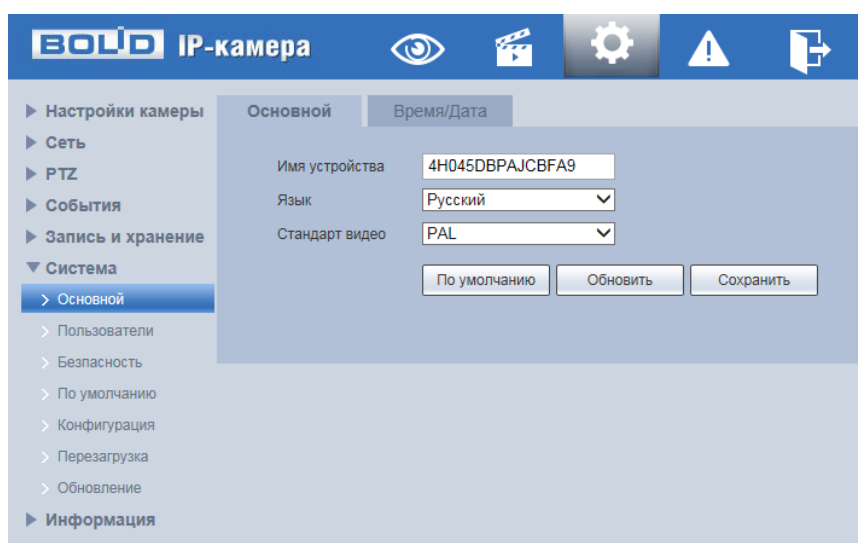 BOLID IP-камера
Настройки камеры
Сеть
PTZ
События
Запись и хранение
Система
Основной
Пользователи
Безпасность
По умолчанию
Конфигурация
Перезагрузка
Обновление
Информация
Основной Время/Дата
Имя устройства 4H045DBPAJCBFA9
Язык Русский
Стандарт видео PAL
По умолчанию Обновить Сохранить